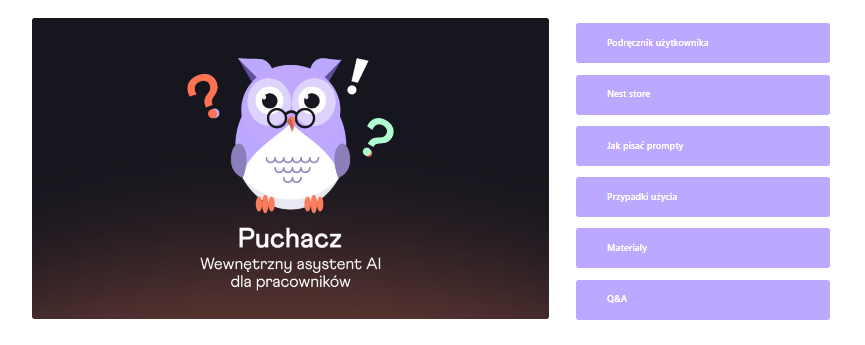 ?
!
?
Puchacz
Wewnętrzny asystent AI
dla pracowników
Podręcznik użytkownika
Nest store
Jak pisać prompty
Przypadki użycia
Materiały
Q&A